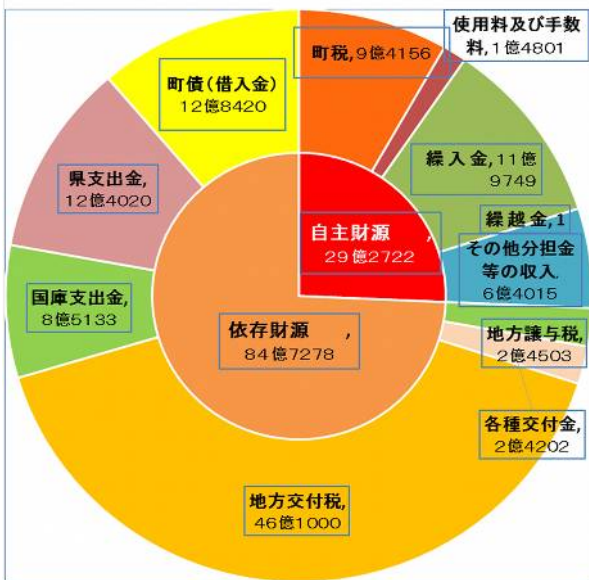 町税, 9億4156
使用料及び手数
料, 1億4801
繰入金, 11億
9749
繰越金, 1
その他分担金
等の収入,
6億4015
地方譲与税,
2億4503
各種交付金,
2億4202
地方交付税,
46億1000
国庫支出金,
8億5133
県支出金,
12億4020
町債(借入金)
12億8420
自主財源 ,
29億2722
依存財源 ,
84億7278